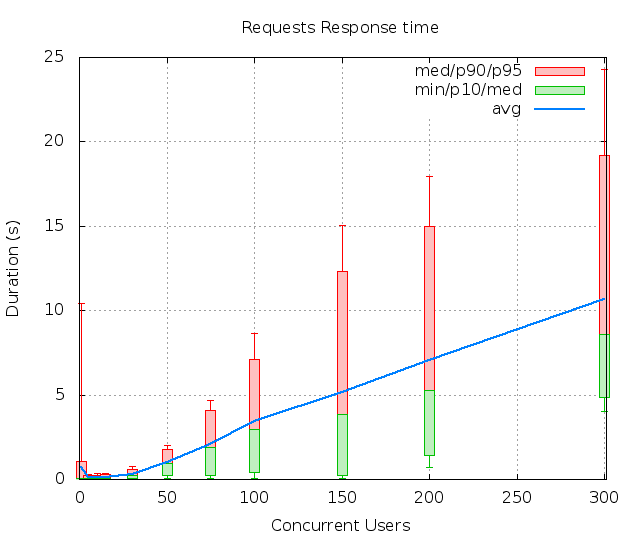 Requests Response time
25
20
15
10
5
0
Duration (s)
med/p90/p95
min/p10/med
avg
0 50 100 150 200 250 300
Concurrent Users